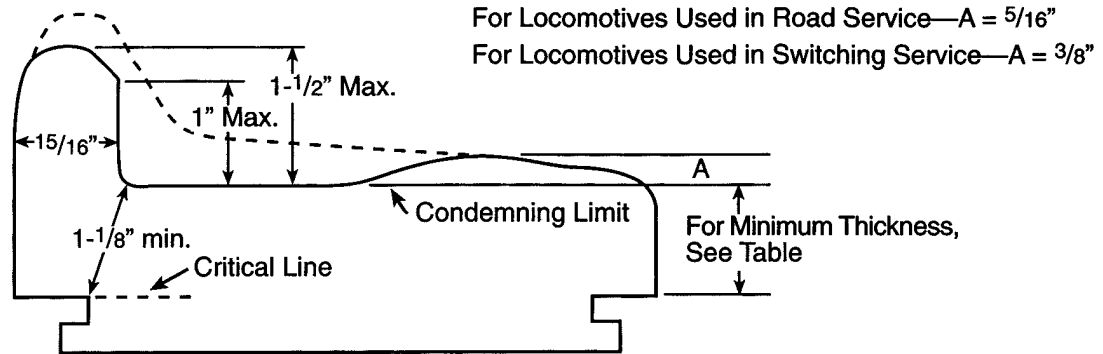 For Locomotives Used in Road Service—A = 5/16"
For Locomotives Used in Switching Service—A = 3/8"
1-1/2" Max.
1" Max.
15/16"
A
Condemning Limit
For Minimum Thickness,
See Table
1-1/8" min.
Critical Line